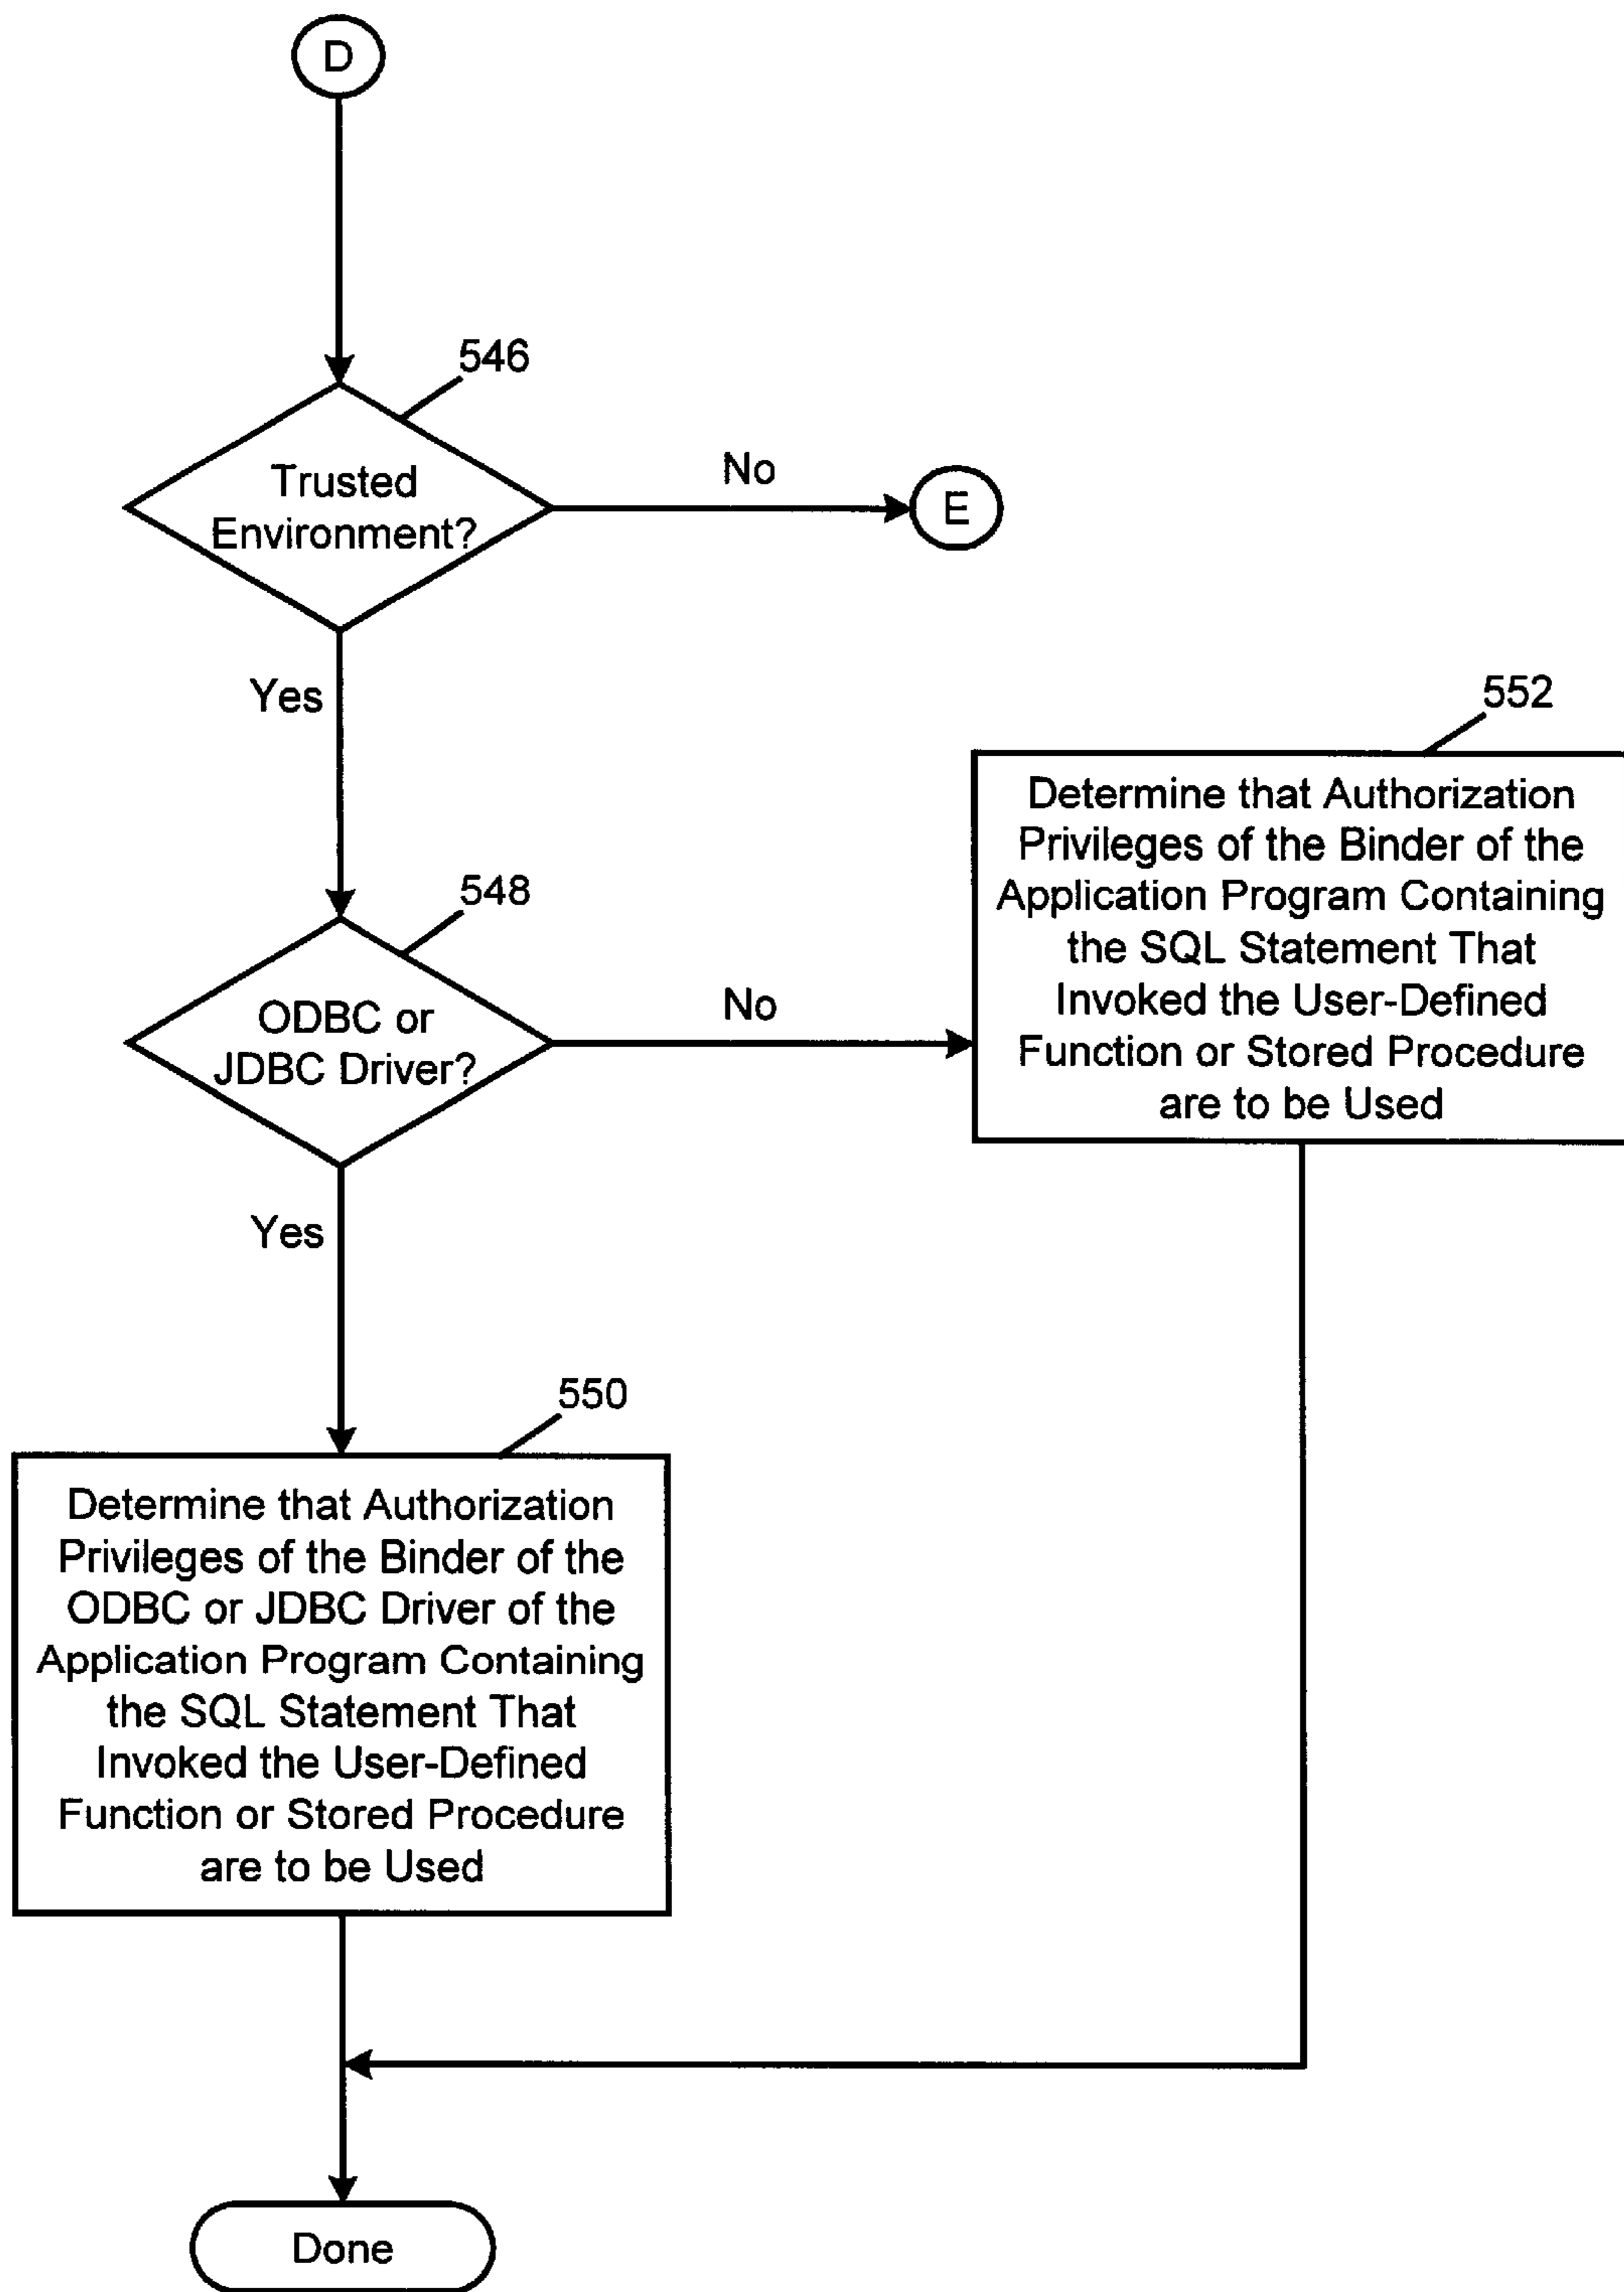 D
546
Trusted
Environment?
No
E
Yes
552
Determine that Authorization
Privileges of the Binder of the
Application Program Containing
the SQL Statement That
Invoked the User-Defined
Function or Stored Procedure
are to be Used
548
ODBC or
JDBC Driver?
No
Yes
550
Determine that Authorization
Privileges of the Binder of the
ODBC or JDBC Driver of the
Application Program Containing
the SQL Statement That
Invoked the User-Defined
Function or Stored Procedure
are to be Used
Done